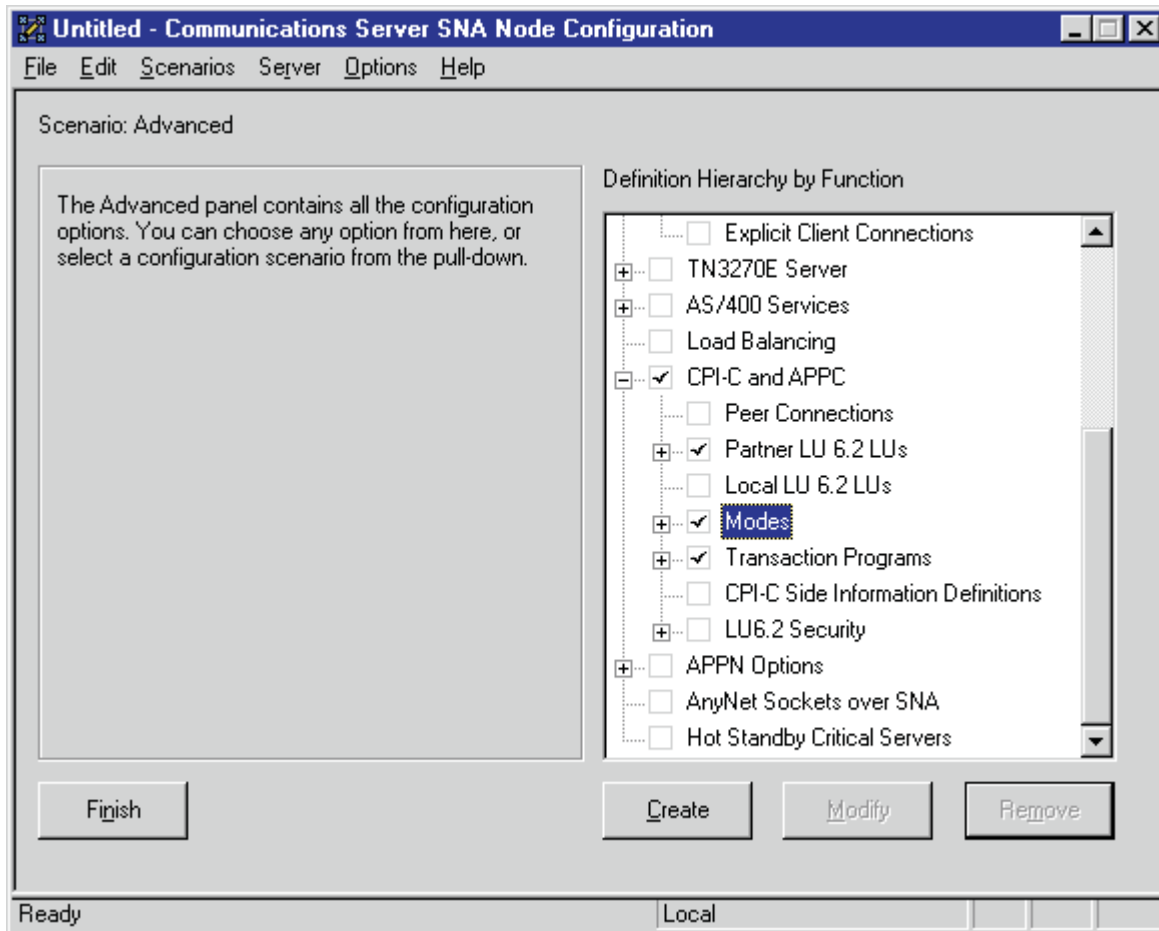 Untitled - Communications Server SNA Node Configuration
File Edit Scenarios Server Options Help
Scenario: Advanced
The Advanced panel contains all the configuration
options. You can choose any option from here, or
select a configuration scenario from the pull-down.
Definition Hierarchy by Function
Explicit Client Connections
TN3270E Server
AS/400 Services
Load Balancing
CPI-C and APPC
Peer Connections
Partner LU 6.2 LUs
Local LU 6.2 LUs
Modes
Transaction Programs
CPI-C Side Information Definitions
LU6.2 Security
APPN Options
AnyNet Sockets over SNA
Hot Standby Critical Servers
Finish
Create
Modify
Remove
Ready
Local